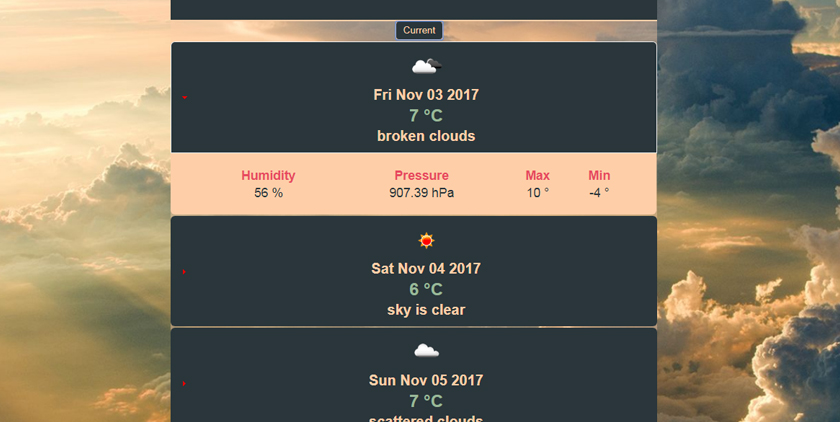 Current
Fri Nov 03 2017
7 °C
broken clouds
Humidity Pressure Max Min
56 % 907.39 hPa 10 ° -4 °
Sat Nov 04 2017
6 °C
sky is clear
Sun Nov 05 2017
7 °C
scattered clouds